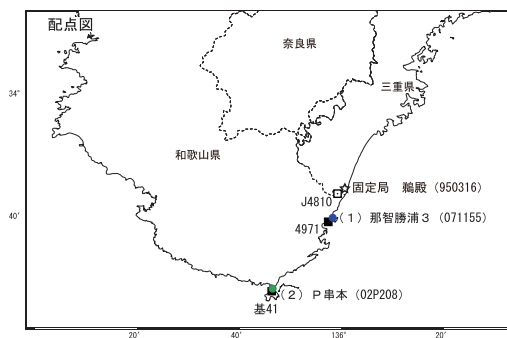 配点図
奈良県
34°
三重県
和歌山県
☆固定局 鵜殿（950316）
J4810
（１）那智勝浦３（071155）
40′
4971
（２）Ｐ串本（02P208）
基41
20′
40′
136°
20′